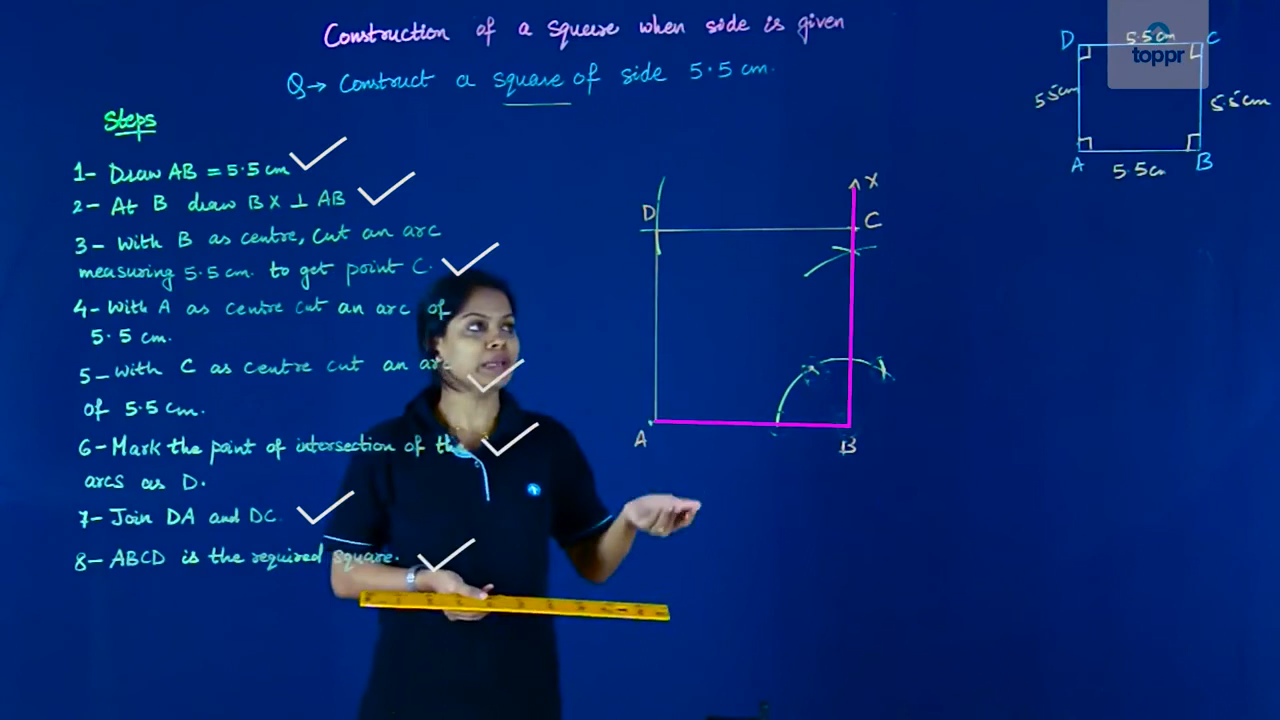 Construction of a square when side is given
Q→ Construct a square of side 5.5 cm.
Steps
1- Draw AB = 5.5 cm
2- At B draw BX ⊥ AB
3- With B as centre, cut an arc
measuring 5.5 cm. to get point C.
4- With A as centre cut an arc of
5.5 cm.
5- With C as centre cut an arc
of 5.5 cm.
6- Mark the point of intersection of the
arcs as D.
7- Join DA and DC.
8- ABCD is the required square.
X
D C
A B
D 5.5 cm C
toppr
5.5cm 5.5cm
A B
5.5cm